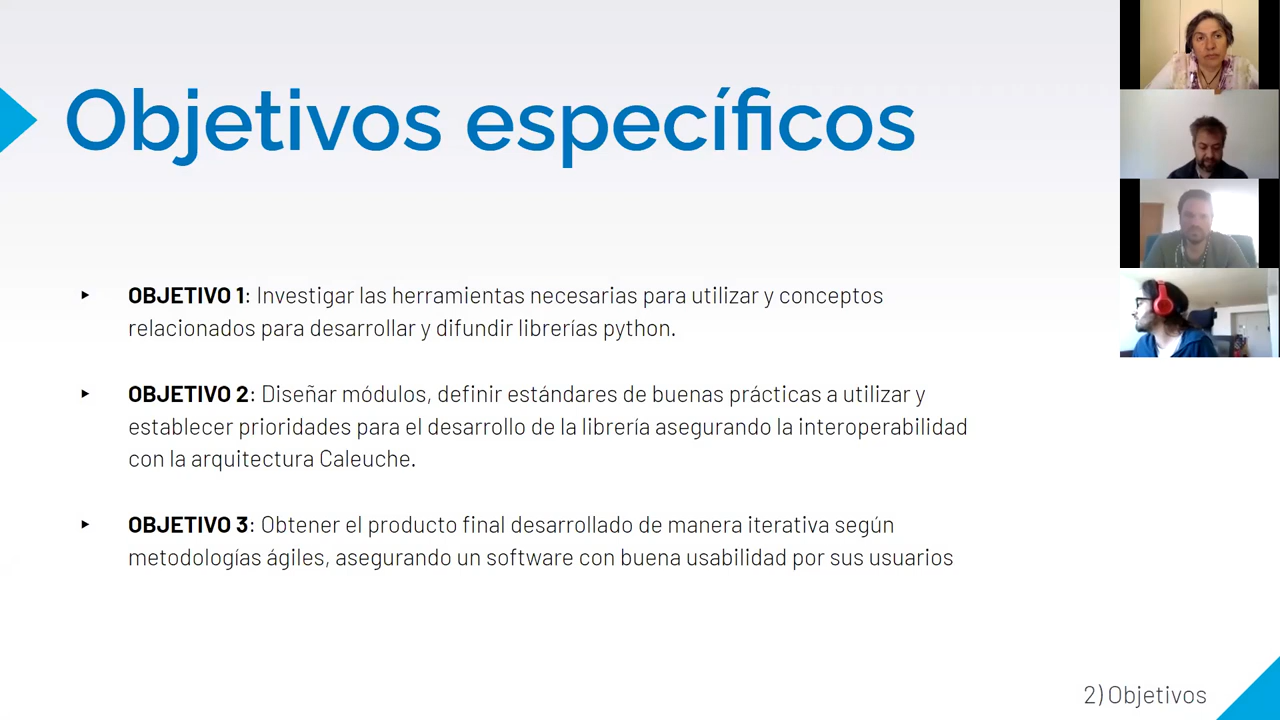 Objetivos específicos
OBJETIVO 1: Investigar las herramientas necesarias para utilizar y conceptos
relacionados para desarrollar y difundir librerías python.
OBJETIVO 2: Diseñar módulos, definir estándares de buenas prácticas a utilizar y
establecer prioridades para el desarrollo de la librería asegurando la interoperabilidad
con la arquitectura Caleuche.
OBJETIVO 3: Obtener el producto final desarrollado de manera iterativa según
metodologías ágiles, asegurando un software con buena usabilidad por sus usuarios
2) Objetivos